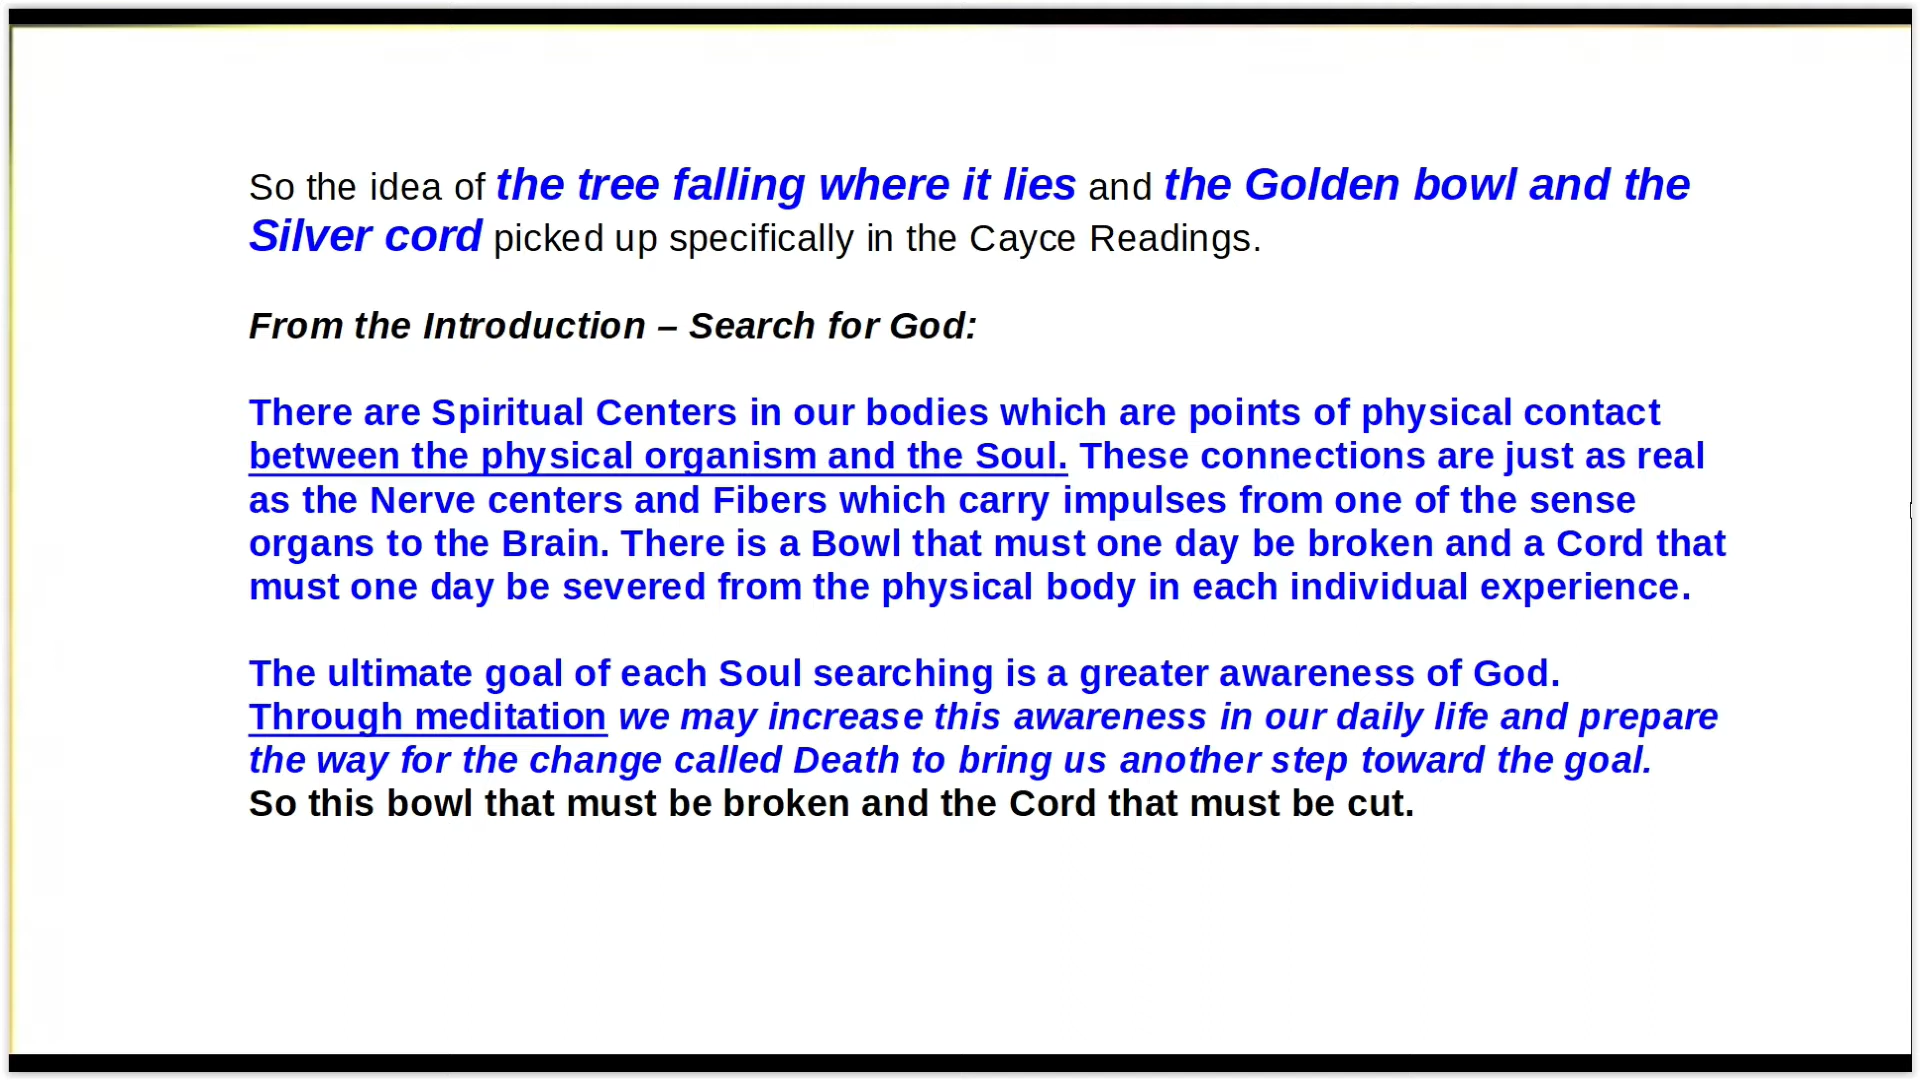 So the idea of the tree falling where it lies and the Golden bowl and the
Silver cord picked up specifically in the Cayce Readings.
From the Introduction – Search for God:
There are Spiritual Centers in our bodies which are points of physical contact
between the physical organism and the Soul. These connections are just as real
as the Nerve centers and Fibers which carry impulses from one of the sense
organs to the Brain. There is a Bowl that must one day be broken and a Cord that
must one day be severed from the physical body in each individual experience.
The ultimate goal of each Soul searching is a greater awareness of God.
Through meditation we may increase this awareness in our daily life and prepare
the way for the change called Death to bring us another step toward the goal.
So this bowl that must be broken and the Cord that must be cut.